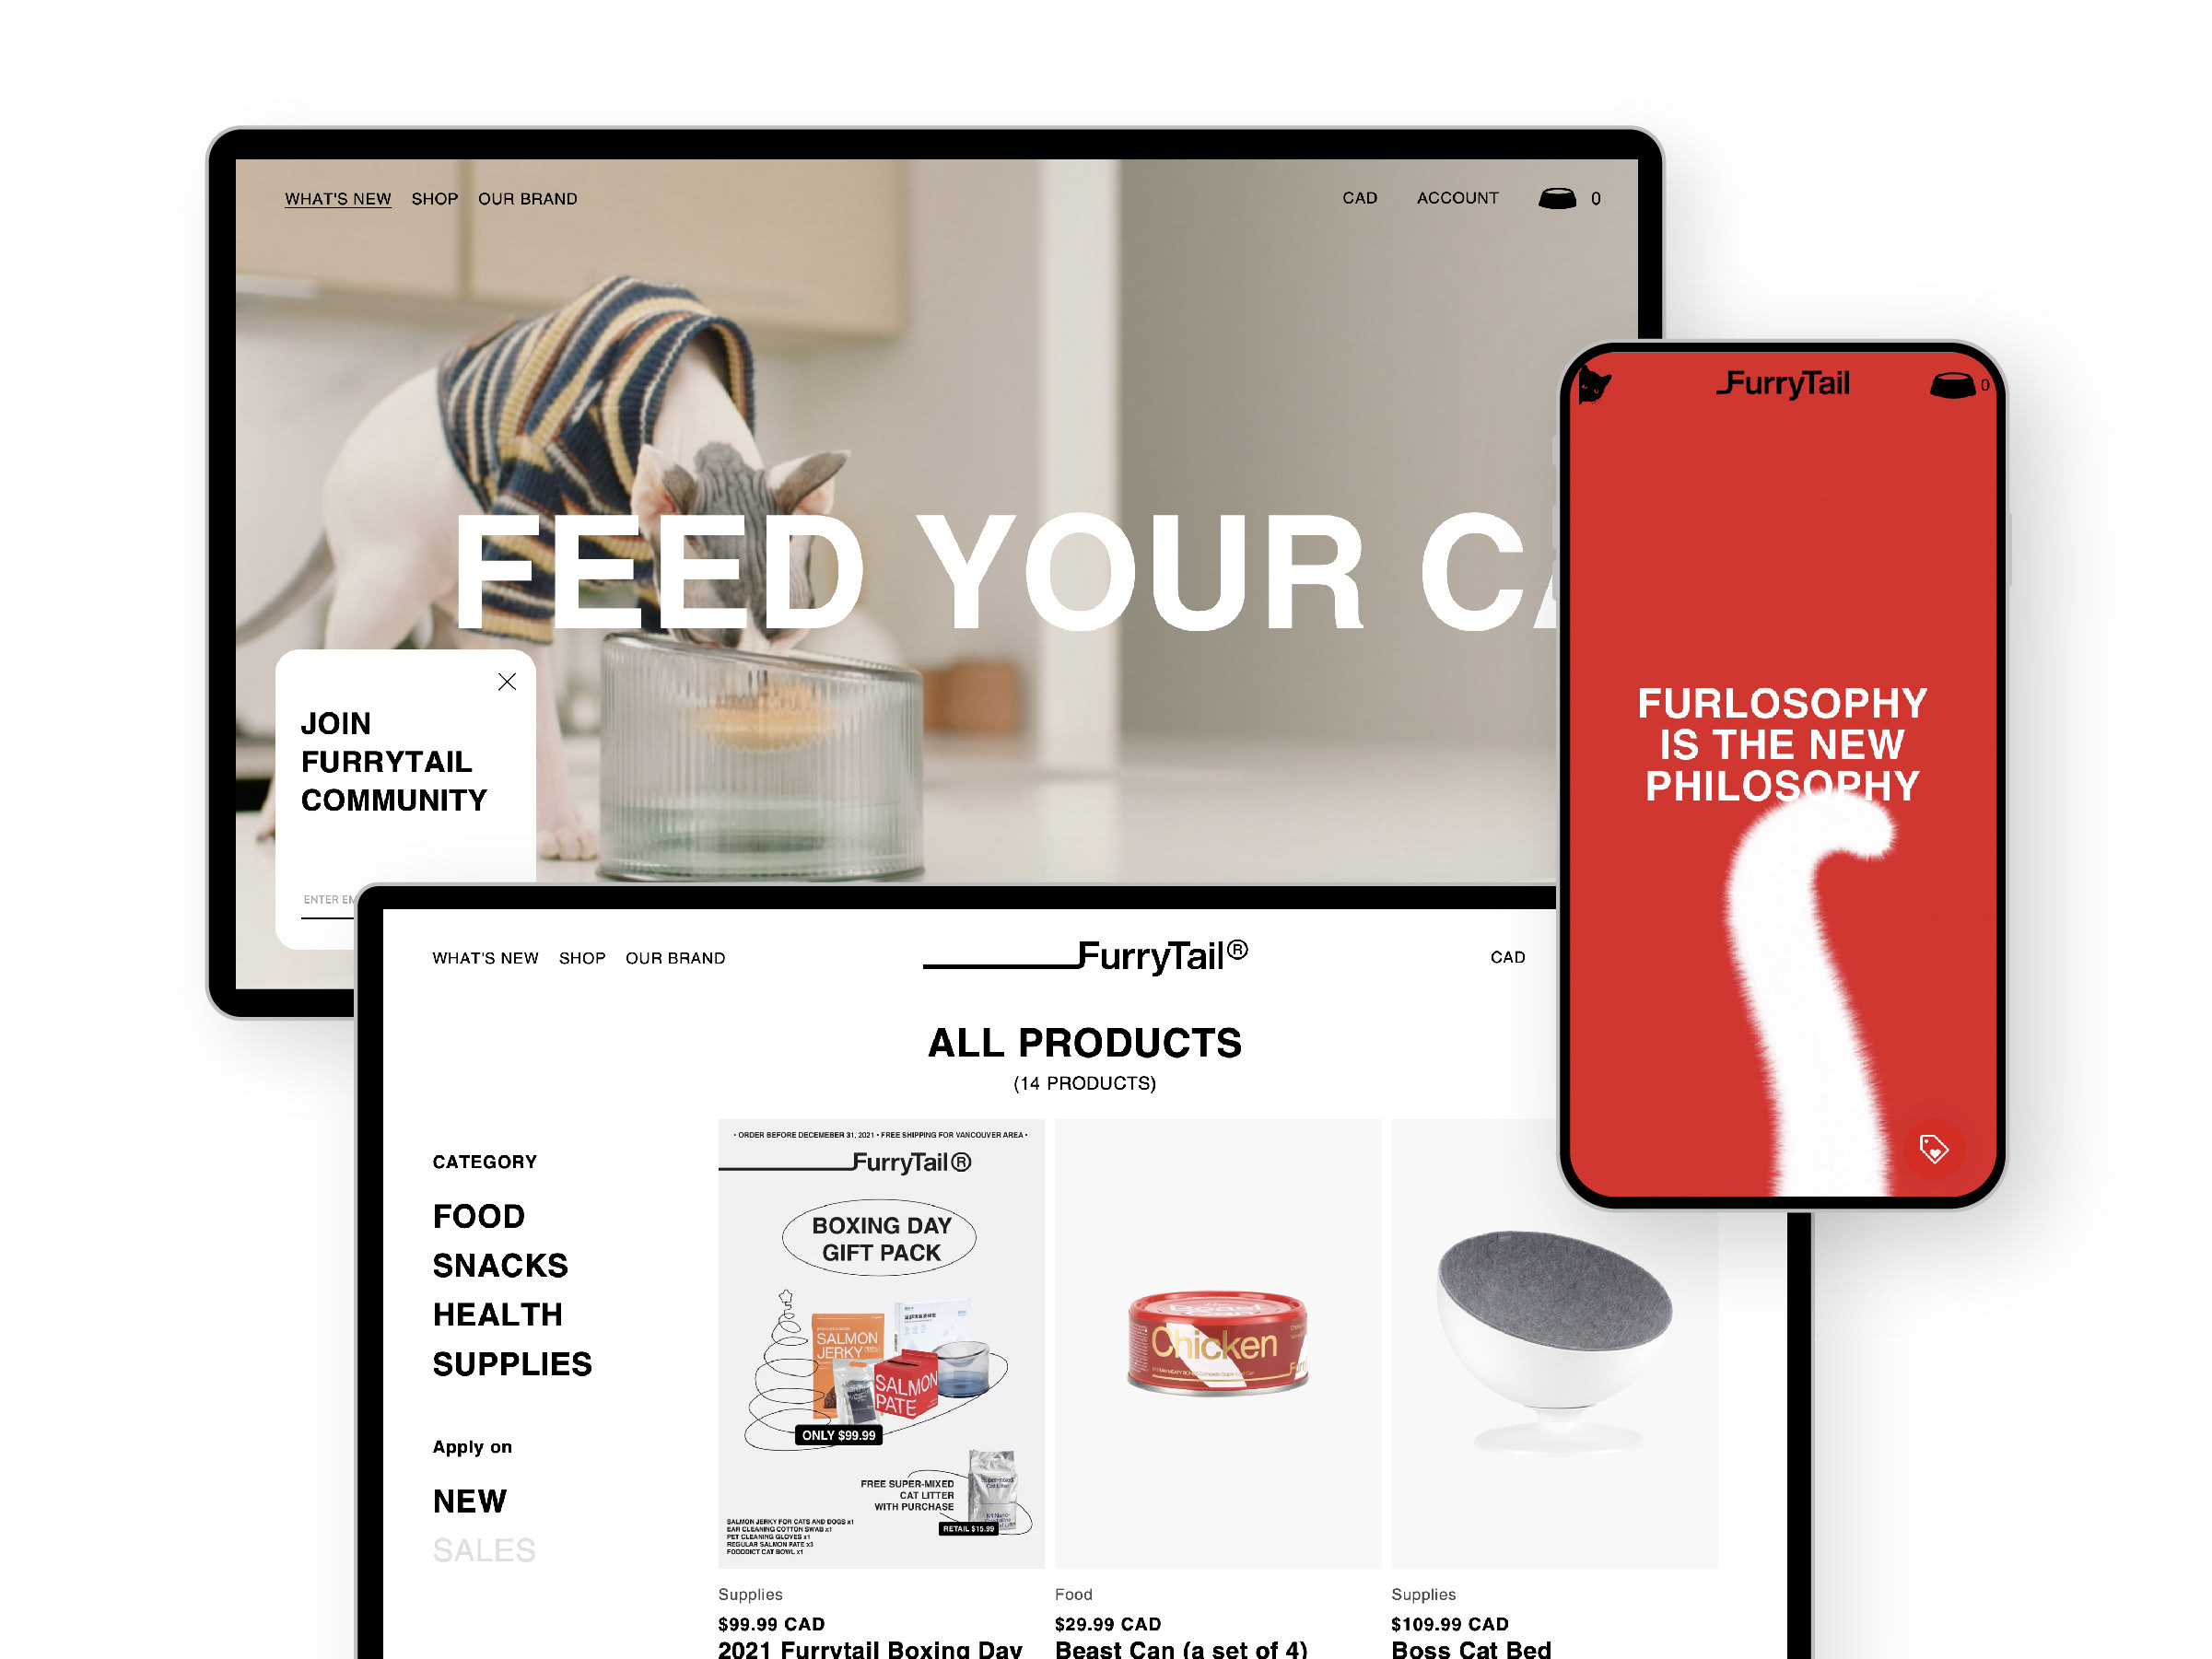 WHAT'S NEW SHOP OUR BRAND
CAD ACCOUNT 0
FEED YOUR
JOIN
FURRYTAIL
COMMUNITY
ENTER
FurryTail 0
FURLOSOPHY
IS THE NEW
PHILOSOPHY
WHAT'S NEW SHOP OUR BRAND
FurryTail®
CAD
ALL PRODUCTS
(14 PRODUCTS)
CATEGORY
FOOD
SNACKS
HEALTH
SUPPLIES
Apply on
NEW
SALES
• ORDER BEFORE DECEMEBER 31, 2021 • FREE SHIPPING FOR VANCOUVER AREA •
FurryTail®
BOXING DAY
GIFT PACK
SALMON
JERKY
SALMON
PATE
ONLY $99.99
FREE SUPER-MIXED
CAT LITTER
WITH PURCHASE
RETAIL $15.99
SALMON JERKY FOR CATS AND DOGS x1
EAR CLEANING COTTON SWAB x1
PET CLEANING GLOVES x1
REGULAR SALMON PATE x3
FOODDICT CAT BOWL x1
Supplies
$99.99 CAD
2021 Furrytail Boxing Day
Beast
Can
Chicken
Food
$29.99 CAD
Beast Can (a set of 4)
Supplies
$109.99 CAD
Boss Cat Bed